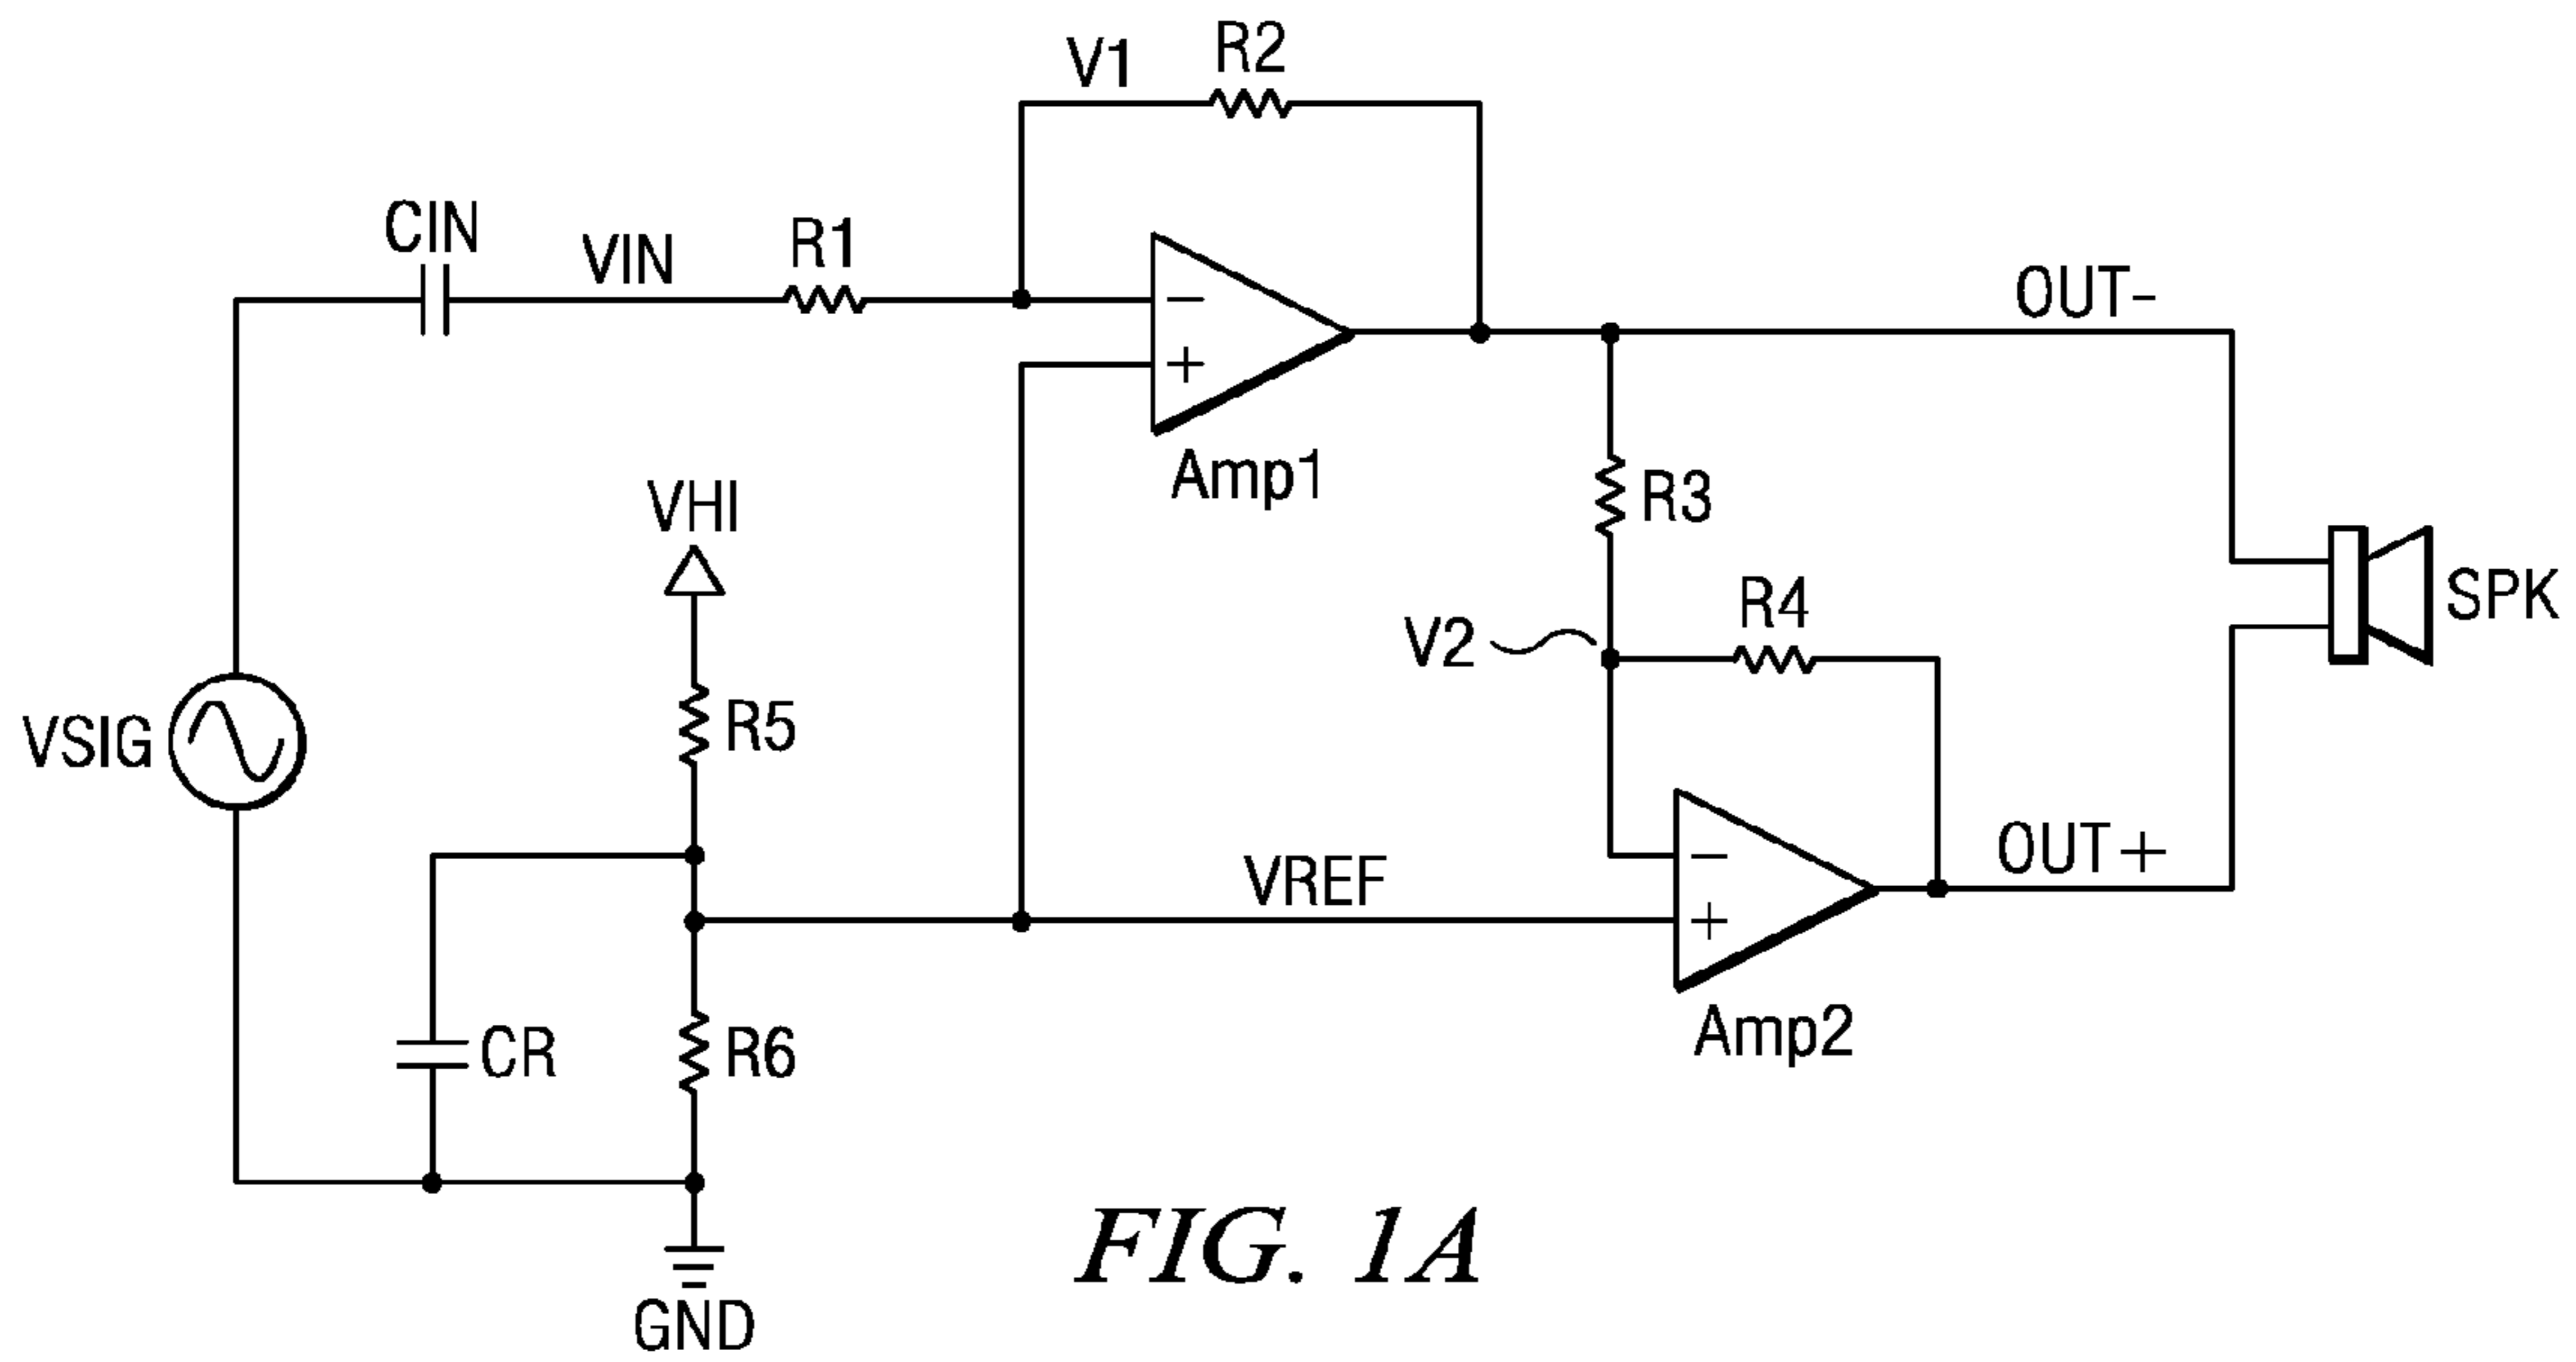 V1
R2
CIN
VIN
R1
OUT-
−
+
Amp1
VHI
R3
R4
SPK
V2
VSIG
R5
VREF
OUT+
−
+
CR
R6
Amp2
FIG. 1A
GND